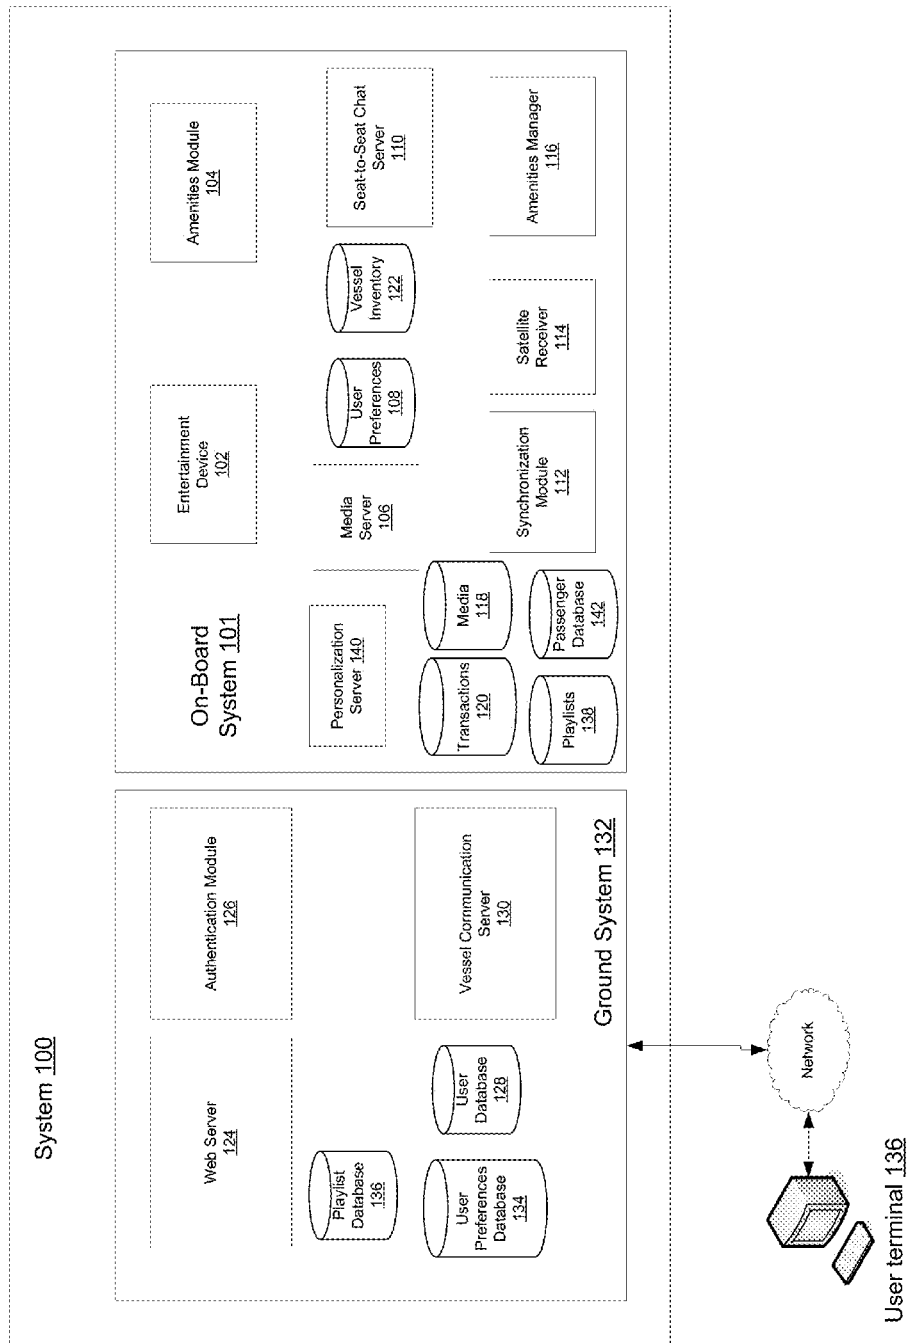 System 100
Web Server
124
Authentication Module
126
Playlist
Database
136
User
Preferences
Database
134
User
Database
128
Vessel Communication
Server
130
Ground System 132
On-Board
System 101
Entertainment
Device
102
Amenities Module
104
Personalization
Server 140
Media
Server
106
User
Preferences
108
Vessel
Inventory
122
Seat-to-Seat Chat
Server
110
Transactions
120
Media
118
Playlists
138
Passenger
Database
142
Synchronization
Module
112
Satellite
Receiver
114
Amenities Manager
116
Network
User terminal 136